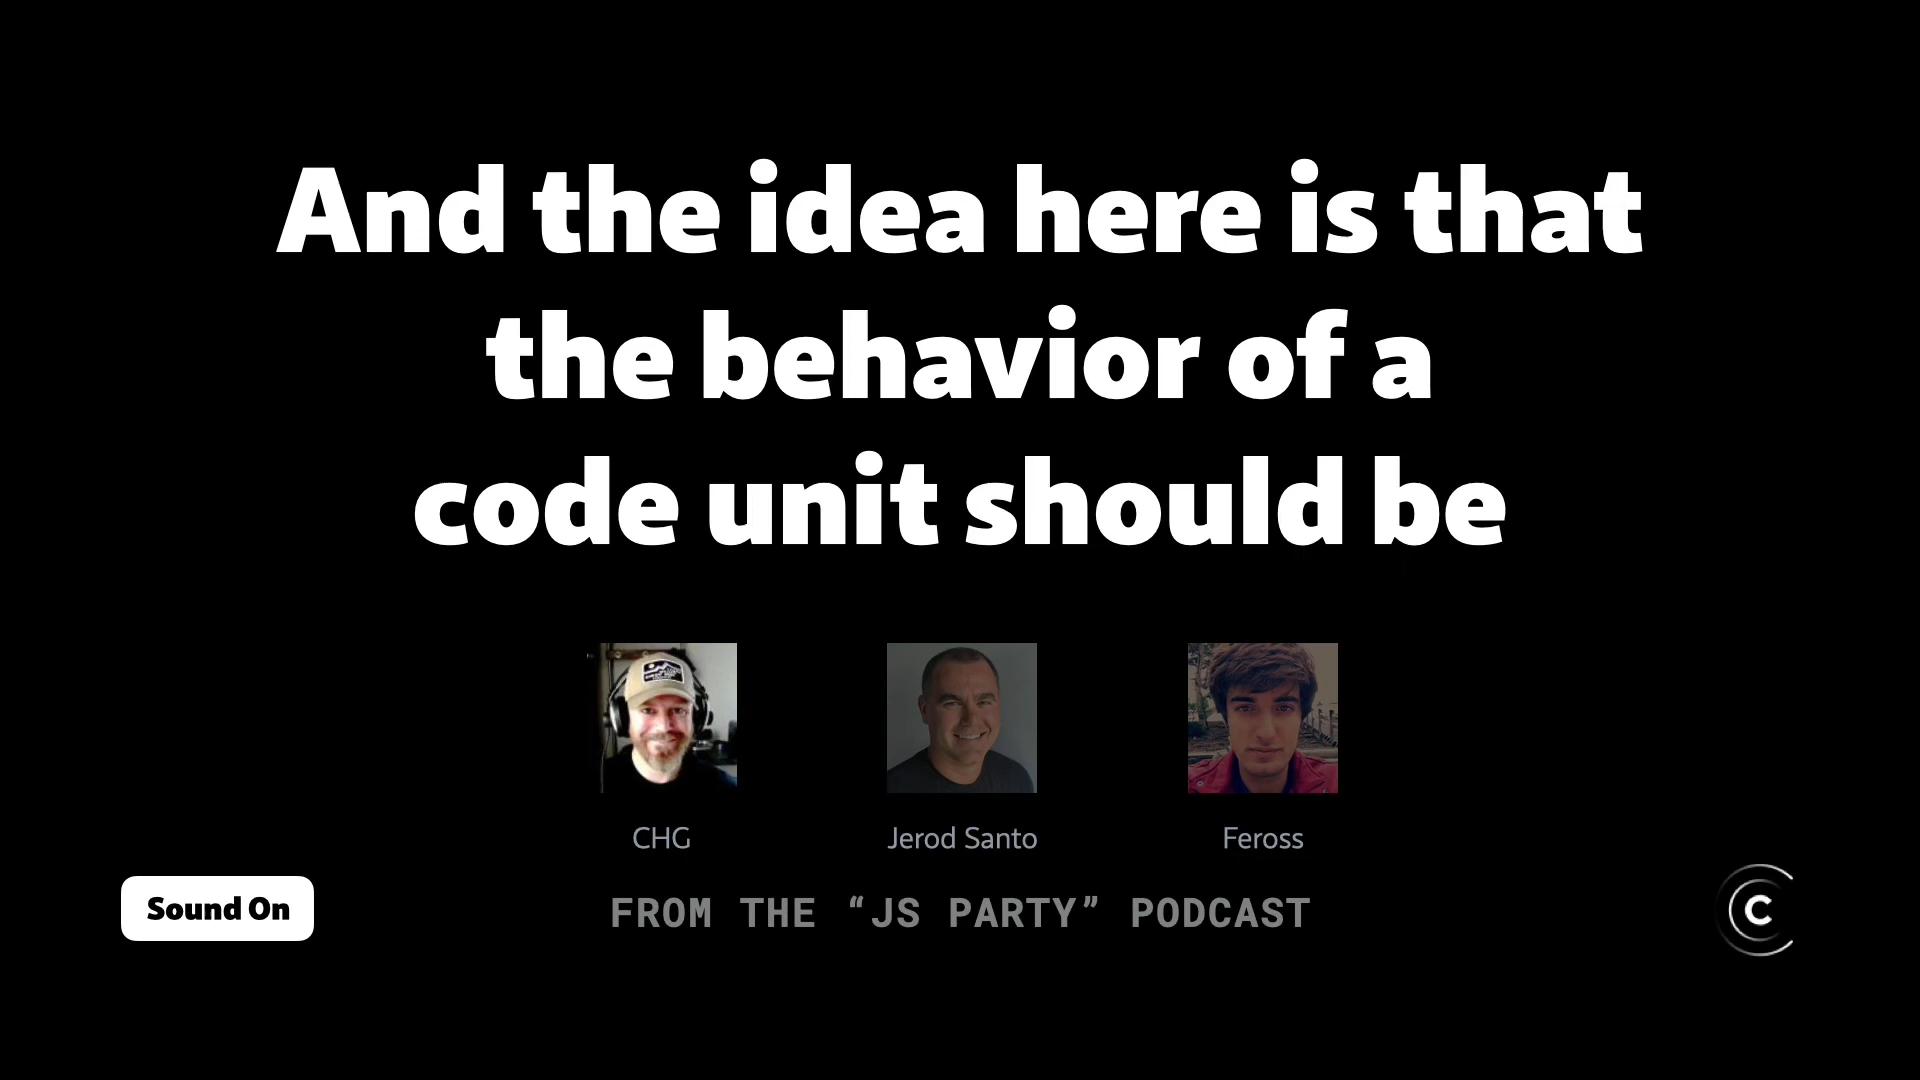 And the idea here is that
the behavior of a
code unit should be
CHG
Jerod Santo
Feross
Sound On
FROM THE “JS PARTY” PODCAST
C